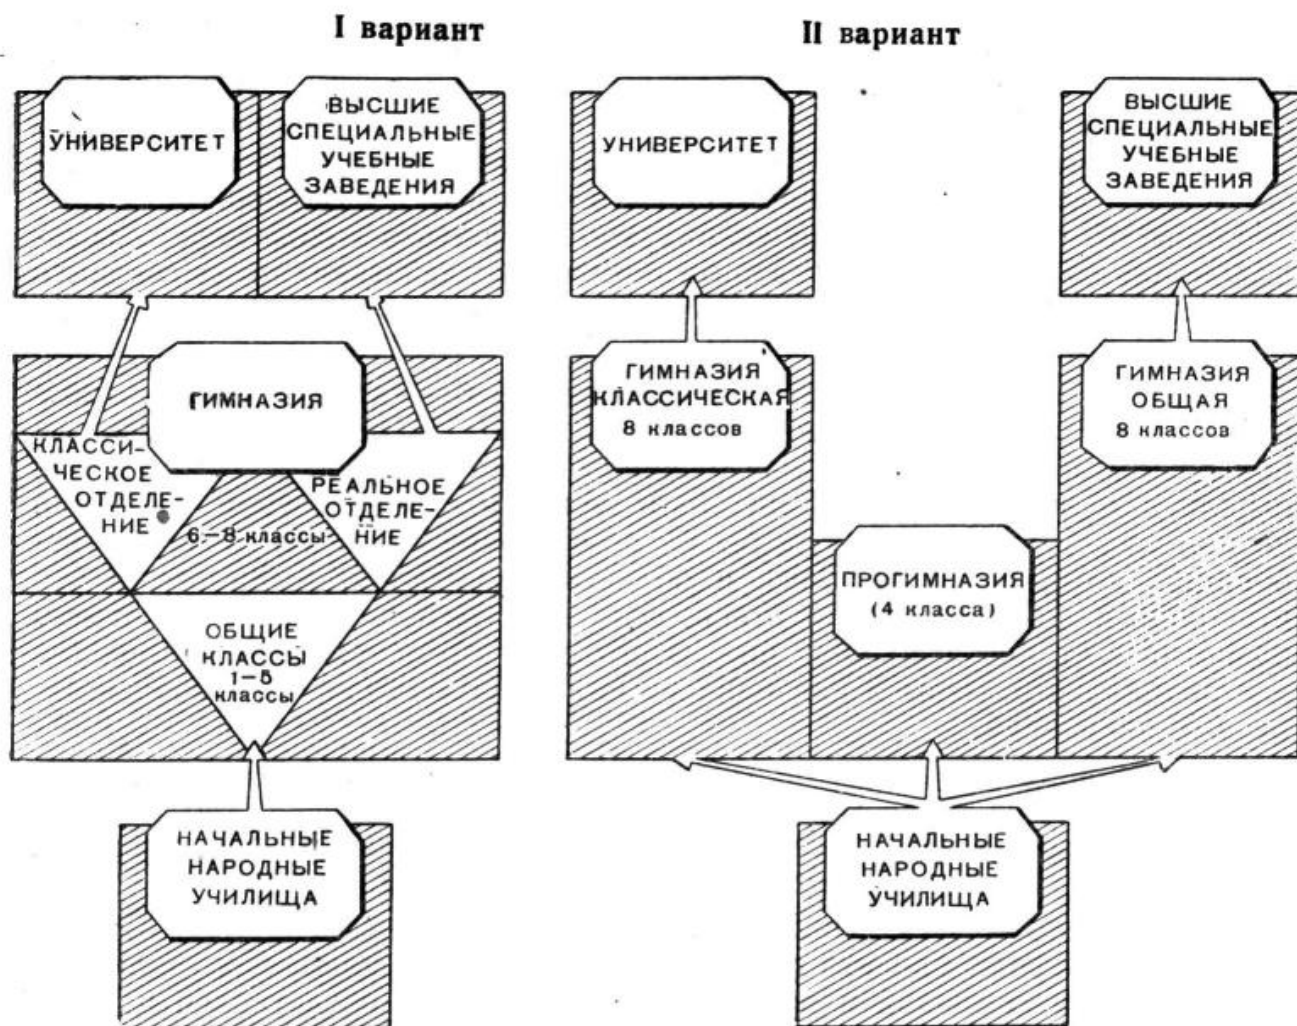 I вариант
УНИВЕРСИТЕТ
ВЫСШИЕ
СПЕЦИАЛЬНЫЕ
УЧЕБНЫЕ
ЗАВЕДЕНИЯ
ГИМНАЗИЯ
КЛАССИ-
ЧЕСКОЕ
ОТДЕЛЕ-
НИЕ
РЕАЛЬНОЕ
ОТДЕЛЕ-
НИЕ
6–8 классы
ОБЩИЕ
КЛАССЫ
1–5
классы
НАЧАЛЬНЫЕ
НАРОДНЫЕ
УЧИЛИЩА
II вариант
УНИВЕРСИТЕТ
ВЫСШИЕ
СПЕЦИАЛЬНЫЕ
УЧЕБНЫЕ
ЗАВЕДЕНИЯ
ГИМНАЗИЯ
КЛАССИЧЕСКАЯ
8 классов
ГИМНАЗИЯ
ОБЩАЯ
8 классов
ПРОГИМНАЗИЯ
(4 класса)
НАЧАЛЬНЫЕ
НАРОДНЫЕ
УЧИЛИЩА